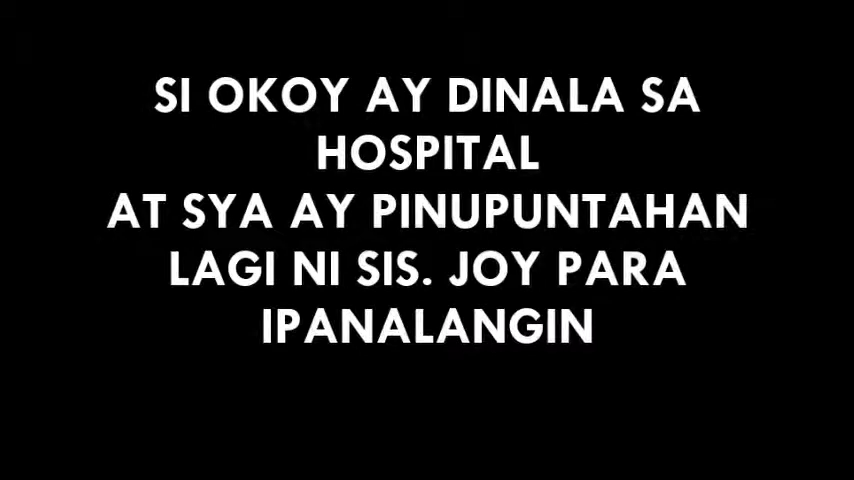 SI OKOY AY DINALA SA
HOSPITAL
AT SYA AY PINUPUNTAHAN
LAGI NI SIS. JOY PARA
IPANALANGIN